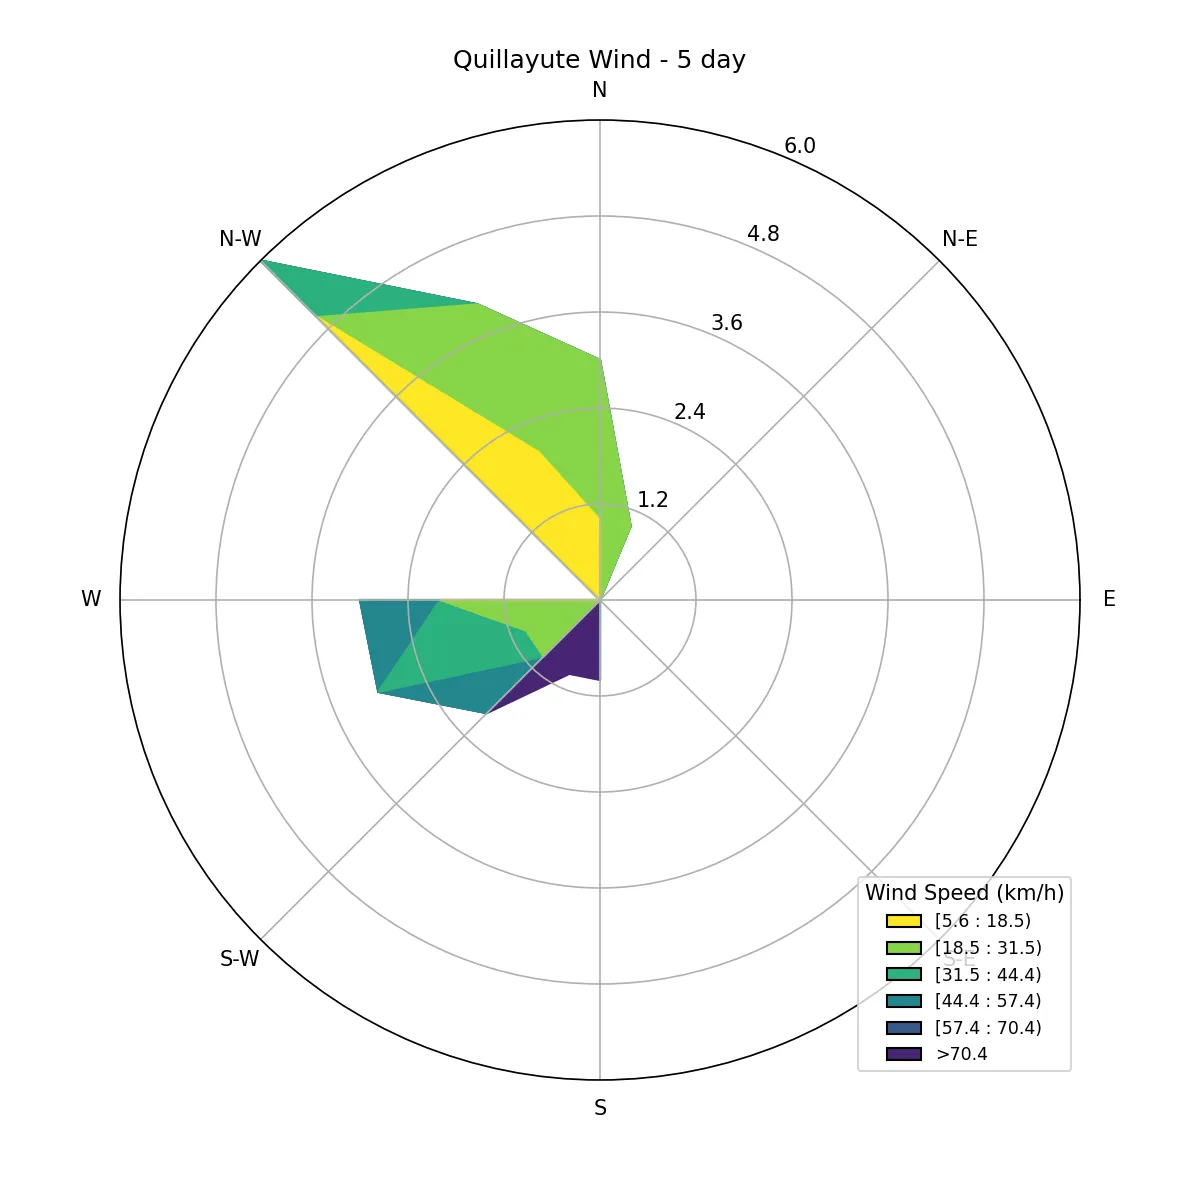 Quillayute Wind - 5 day
N
6.0
4.8
N-W
N-E
3.6
2.4
1.2
W
E
Wind Speed (km/h)
[5.6 : 18.5)
[18.5 : 31.5)
S-W
S-E
[31.5 : 44.4)
[44.4 : 57.4)
[57.4 : 70.4)
>70.4
S